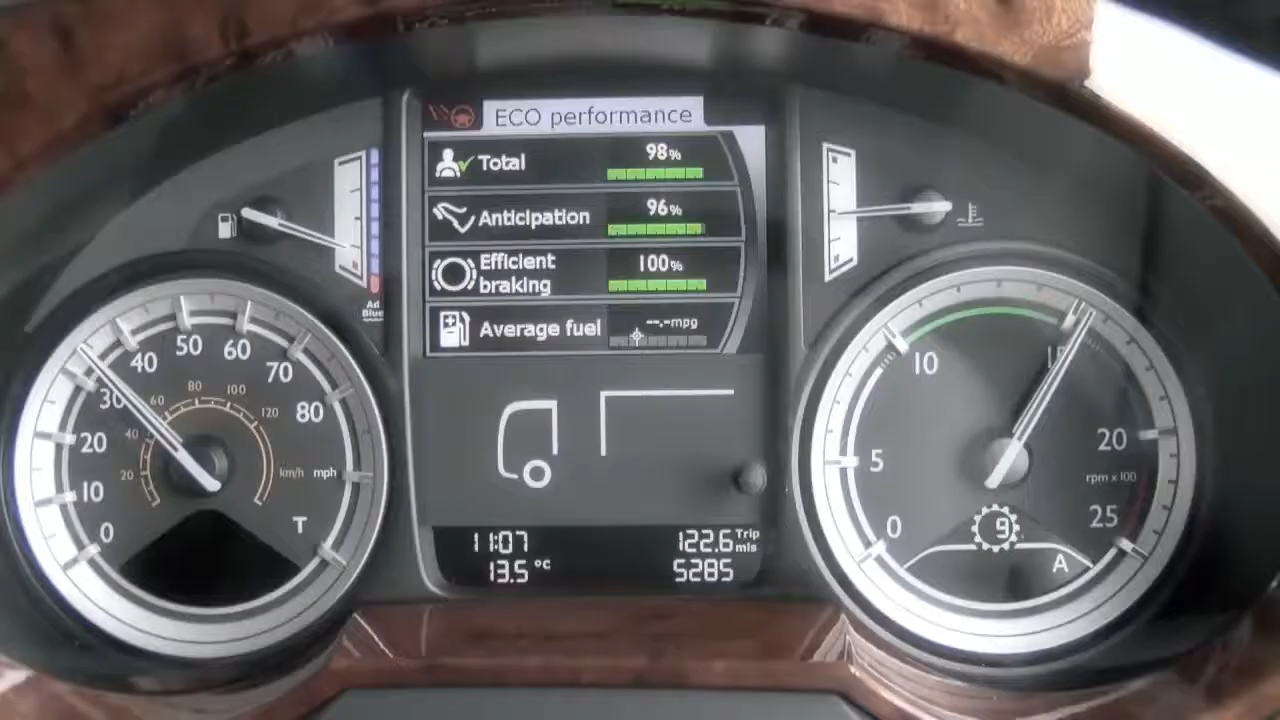 ECO performance
Total 98%
Anticipation 96%
Efficient braking 100%
Average fuel --.-mpg
Ad Blue
0 10 20 30 40 50 60 70 80
20 40 60 80 100 120
km/h mph
T
0 5 10 15 20 25
rpm x 100
9
A
11:07 122.6 Trip mls
13.5 °C 5285